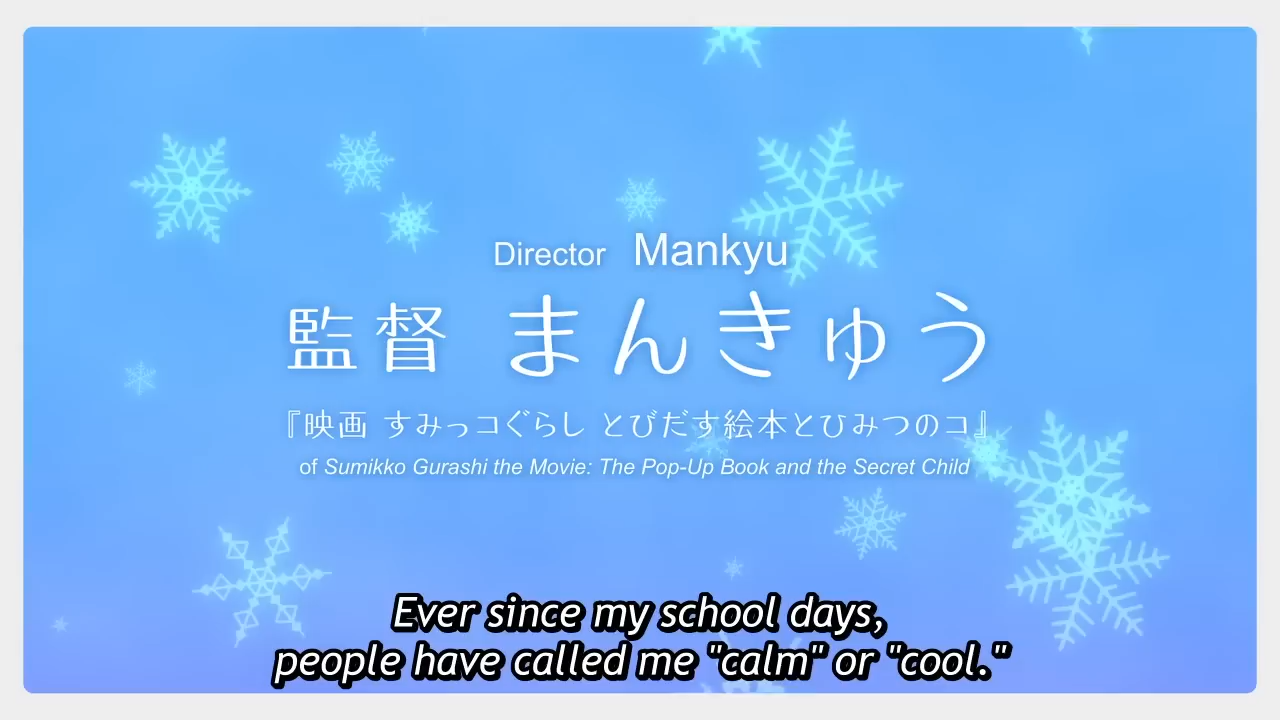 Director Mankyu
監督 まんきゅう
『映画 すみっコぐらし とびだす絵本とひみつのコ』
of Sumikko Gurashi the Movie: The Pop-Up Book and the Secret Child
Ever since my school days,
people have called me "calm" or "cool."